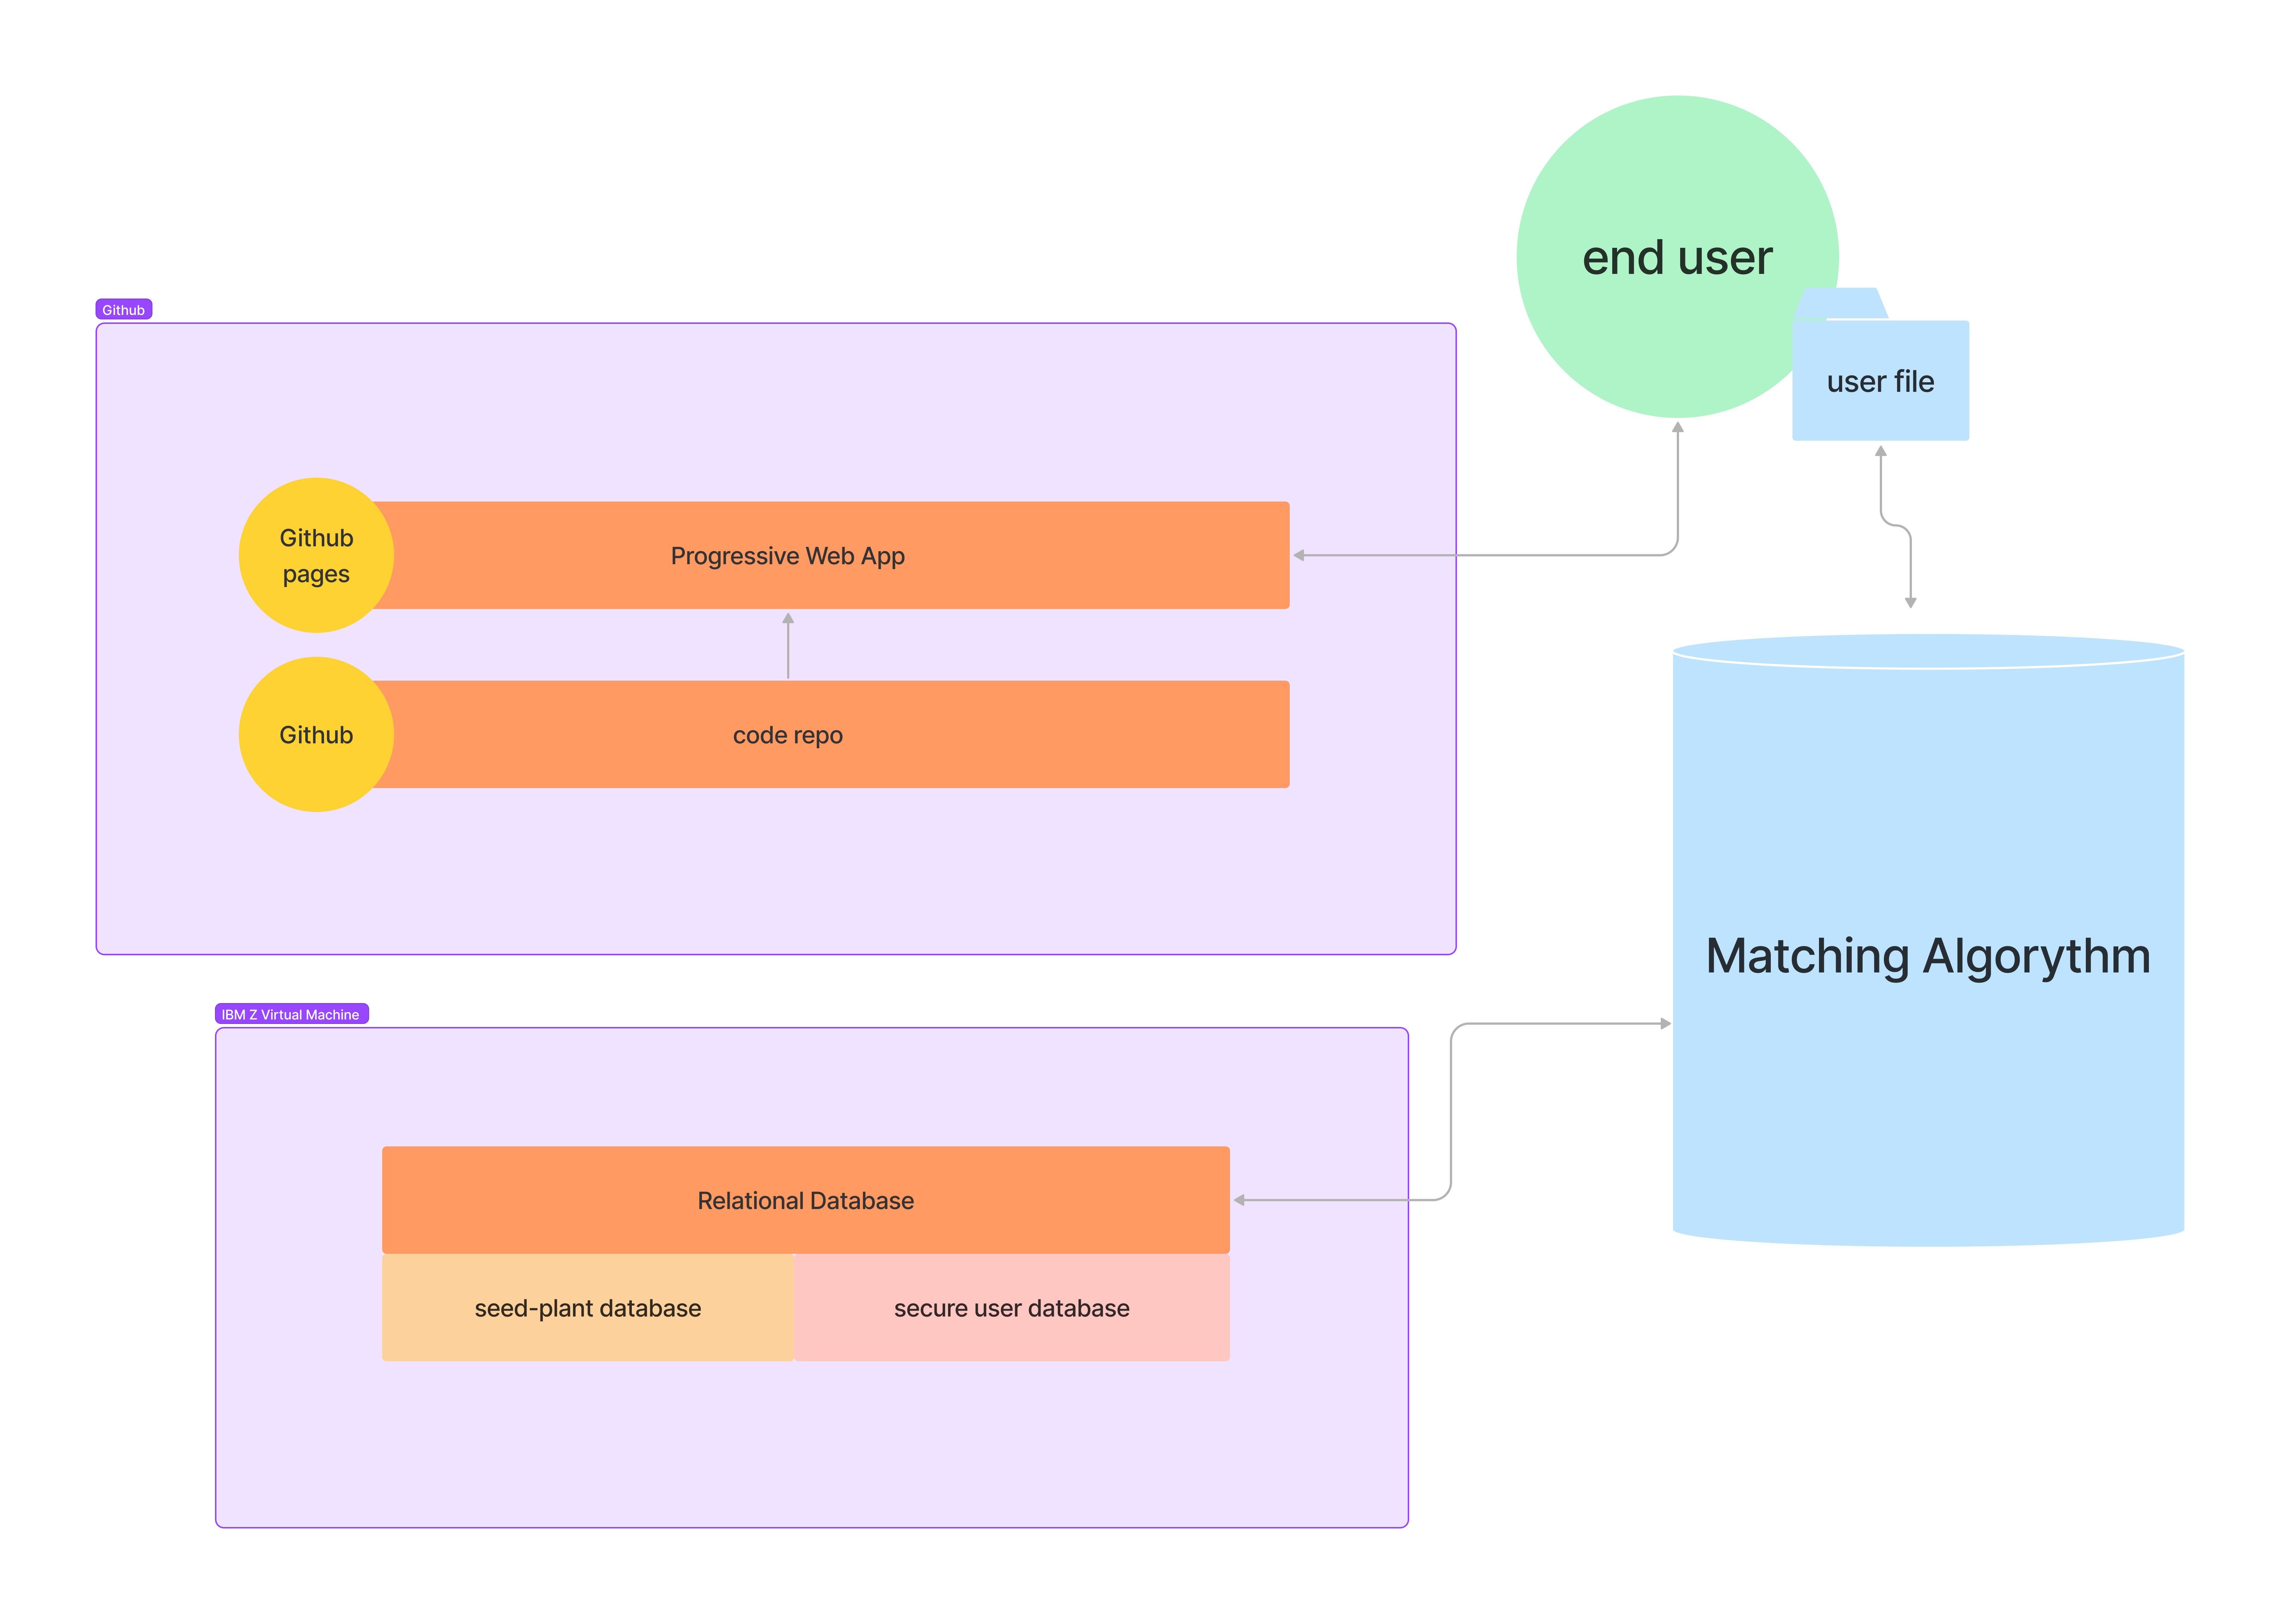 end user
user file
Github
Github
pages
Progressive Web App
Github
code repo
Matching Algorythm
IBM Z Virtual Machine
Relational Database
seed-plant database
secure user database